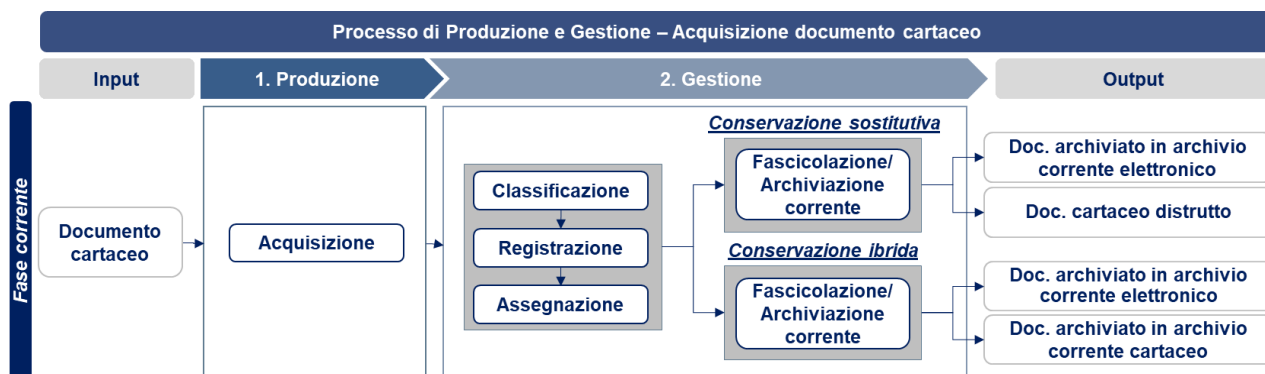 Processo di Produzione e Gestione – Acquisizione documento cartaceo
Input
1. Produzione
2. Gestione
Output
Fase corrente
Documento
cartaceo
Acquisizione
Classificazione
Registrazione
Assegnazione
Conservazione sostitutiva
Fascicolazione/
Archiviazione
corrente
Conservazione ibrida
Fascicolazione/
Archiviazione
corrente
Doc. archiviato in archivio
corrente elettronico
Doc. cartaceo distrutto
Doc. archiviato in archivio
corrente elettronico
Doc. archiviato in archivio
corrente cartaceo